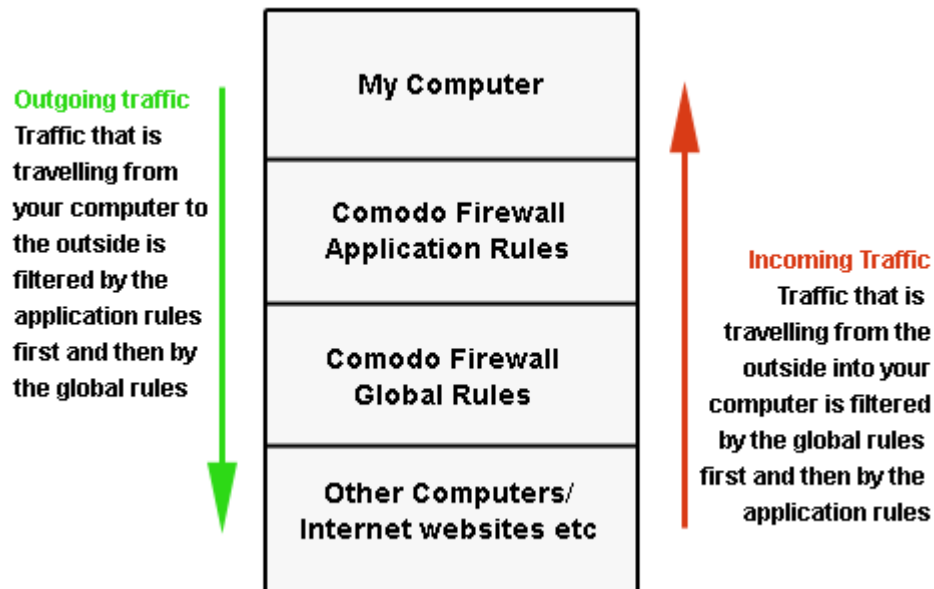 My Computer
Outgoing traffic
Traffic that is
travelling from
your computer to
the outside is
filtered by the
application rules
first and then by
the global rules
Comodo Firewall
Application Rules
Comodo Firewall
Global Rules
Other Computers/
Internet websites etc
Incoming Traffic
Traffic that is
travelling from the
outside into your
computer is filtered
by the global rules
first and then by the
application rules